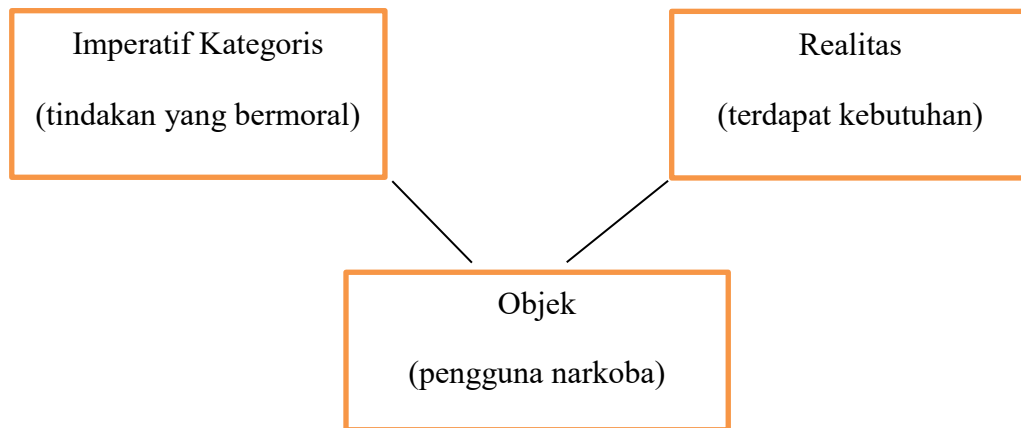 Imperatif Kategoris
(tindakan yang bermoral)
Realitas
(terdapat kebutuhan)
Objek
(pengguna narkoba)